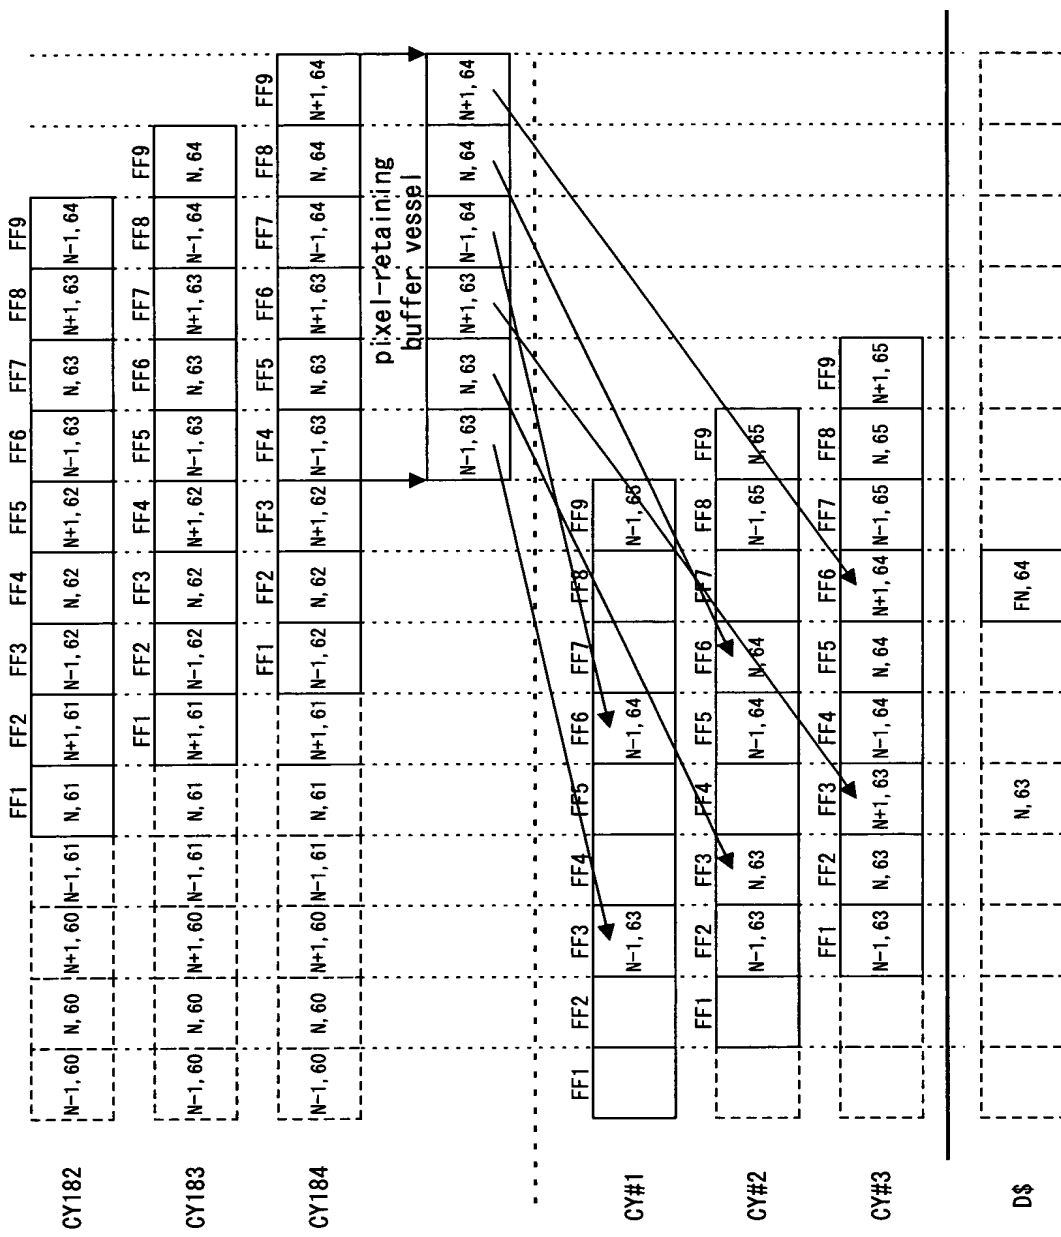 FF1 FF2 FF3 FF4 FF5 FF6 FF7 FF8 FF9
CY182 N-1, 60 N, 60 N+1, 60 N-1, 61 N, 61 N+1, 61 N-1, 62 N, 62 N+1, 62 N-1, 63 N, 63 N+1, 63 N-1, 64
FF1 FF2 FF3 FF4 FF5 FF6 FF7 FF8 FF9
CY183 N-1, 60 N, 60 N+1, 60 N-1, 61 N, 61 N+1, 61 N-1, 62 N, 62 N+1, 62 N-1, 63 N, 63 N+1, 63 N-1, 64 N, 64
FF1 FF2 FF3 FF4 FF5 FF6 FF7 FF8 FF9
CY184 N-1, 60 N, 60 N+1, 60 N-1, 61 N, 61 N+1, 61 N-1, 62 N, 62 N+1, 62 N-1, 63 N, 63 N+1, 63 N-1, 64 N, 64 N+1, 64
pixel-retaining
buffer vessel
N-1, 63 N, 63 N+1, 63 N-1, 64 N, 64 N+1, 64
FF1 FF2 FF3 FF4 FF5 FF6 FF7 FF8 FF9
CY#1 N-1, 63 N-1, 64 N-1, 65
FF1 FF2 FF3 FF4 FF5 FF6 FF7 FF8 FF9
CY#2 N-1, 63 N, 63 N-1, 64 N, 64 N-1, 65 N, 65
FF1 FF2 FF3 FF4 FF5 FF6 FF7 FF8 FF9
CY#3 N-1, 63 N, 63 N+1, 63 N-1, 64 N, 64 N+1, 64 N-1, 65 N, 65 N+1, 65
D$ N, 63 FN, 64